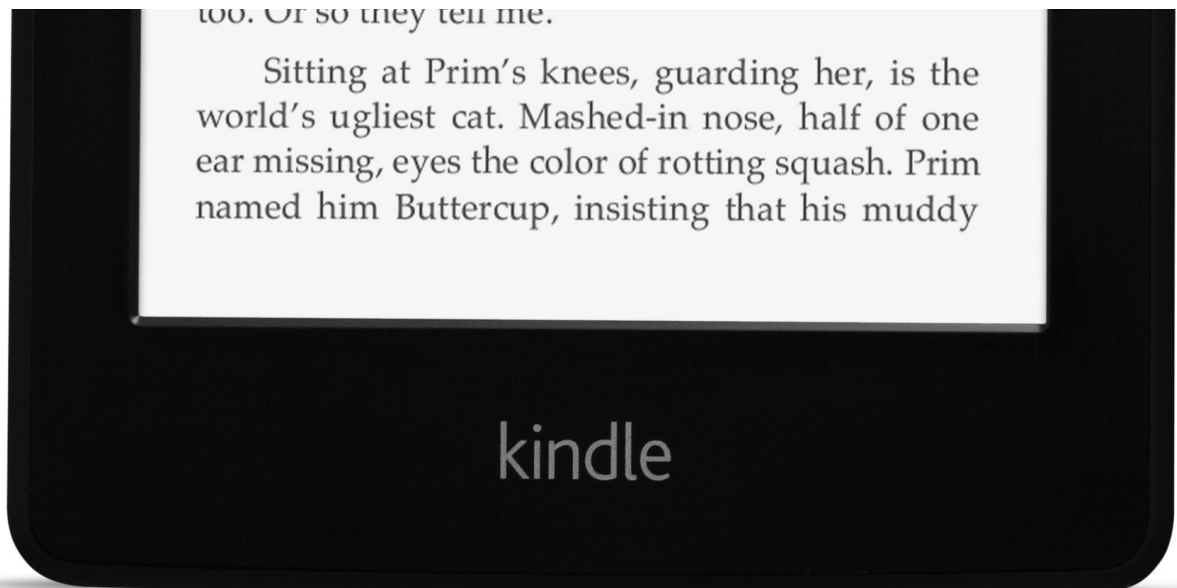 too. Or so they tell me.
Sitting at Prim's knees, guarding her, is the
world's ugliest cat. Mashed-in nose, half of one
ear missing, eyes the color of rotting squash. Prim
named him Buttercup, insisting that his muddy
kindle